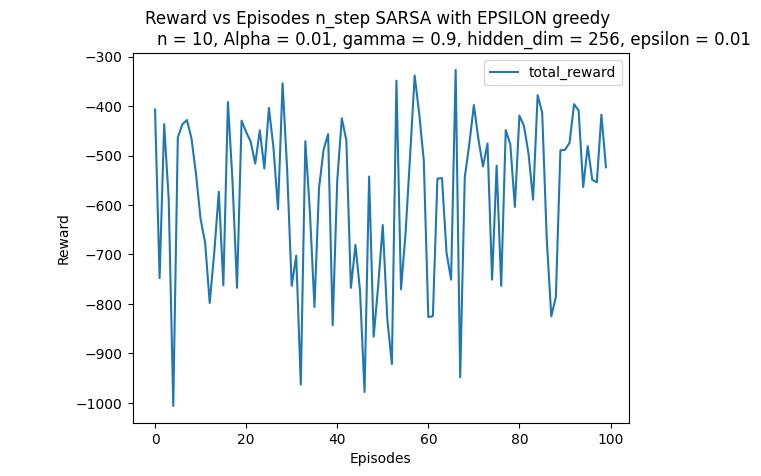 Reward vs Episodes n_step SARSA with EPSILON greedy
n = 10, Alpha = 0.01, gamma = 0.9, hidden_dim = 256, epsilon = 0.01
total_reward
−300
−400
−500
−600
−700
−800
−900
−1000
Reward
0 20 40 60 80 100
Episodes